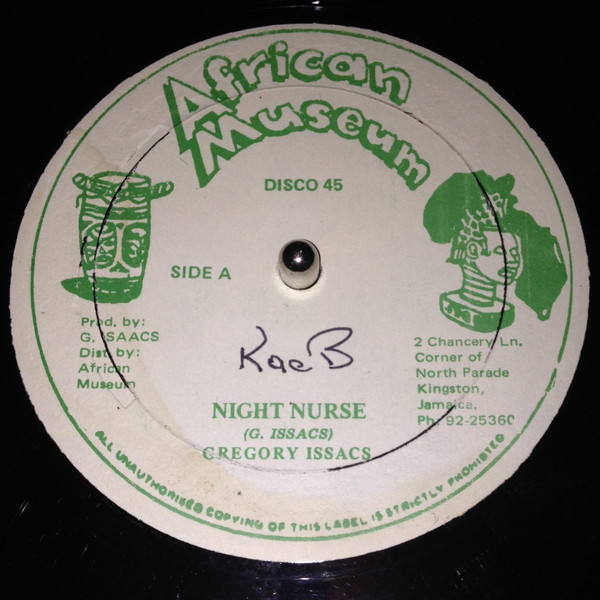 African
Museum
DISCO 45
SIDE A
Prod. by:
G. ISAACS
Dist. by:
African
Museum
KaeB
2 Chancery Ln.
Corner of
North Parade
Kingston,
Jamaica.
Ph. 92-25360
NIGHT NURSE
(G. ISSACS)
GREGORY ISSACS
ALL UNAUTHORISED COPYING OF THIS LABEL IS STRICTLY PROHIBITED